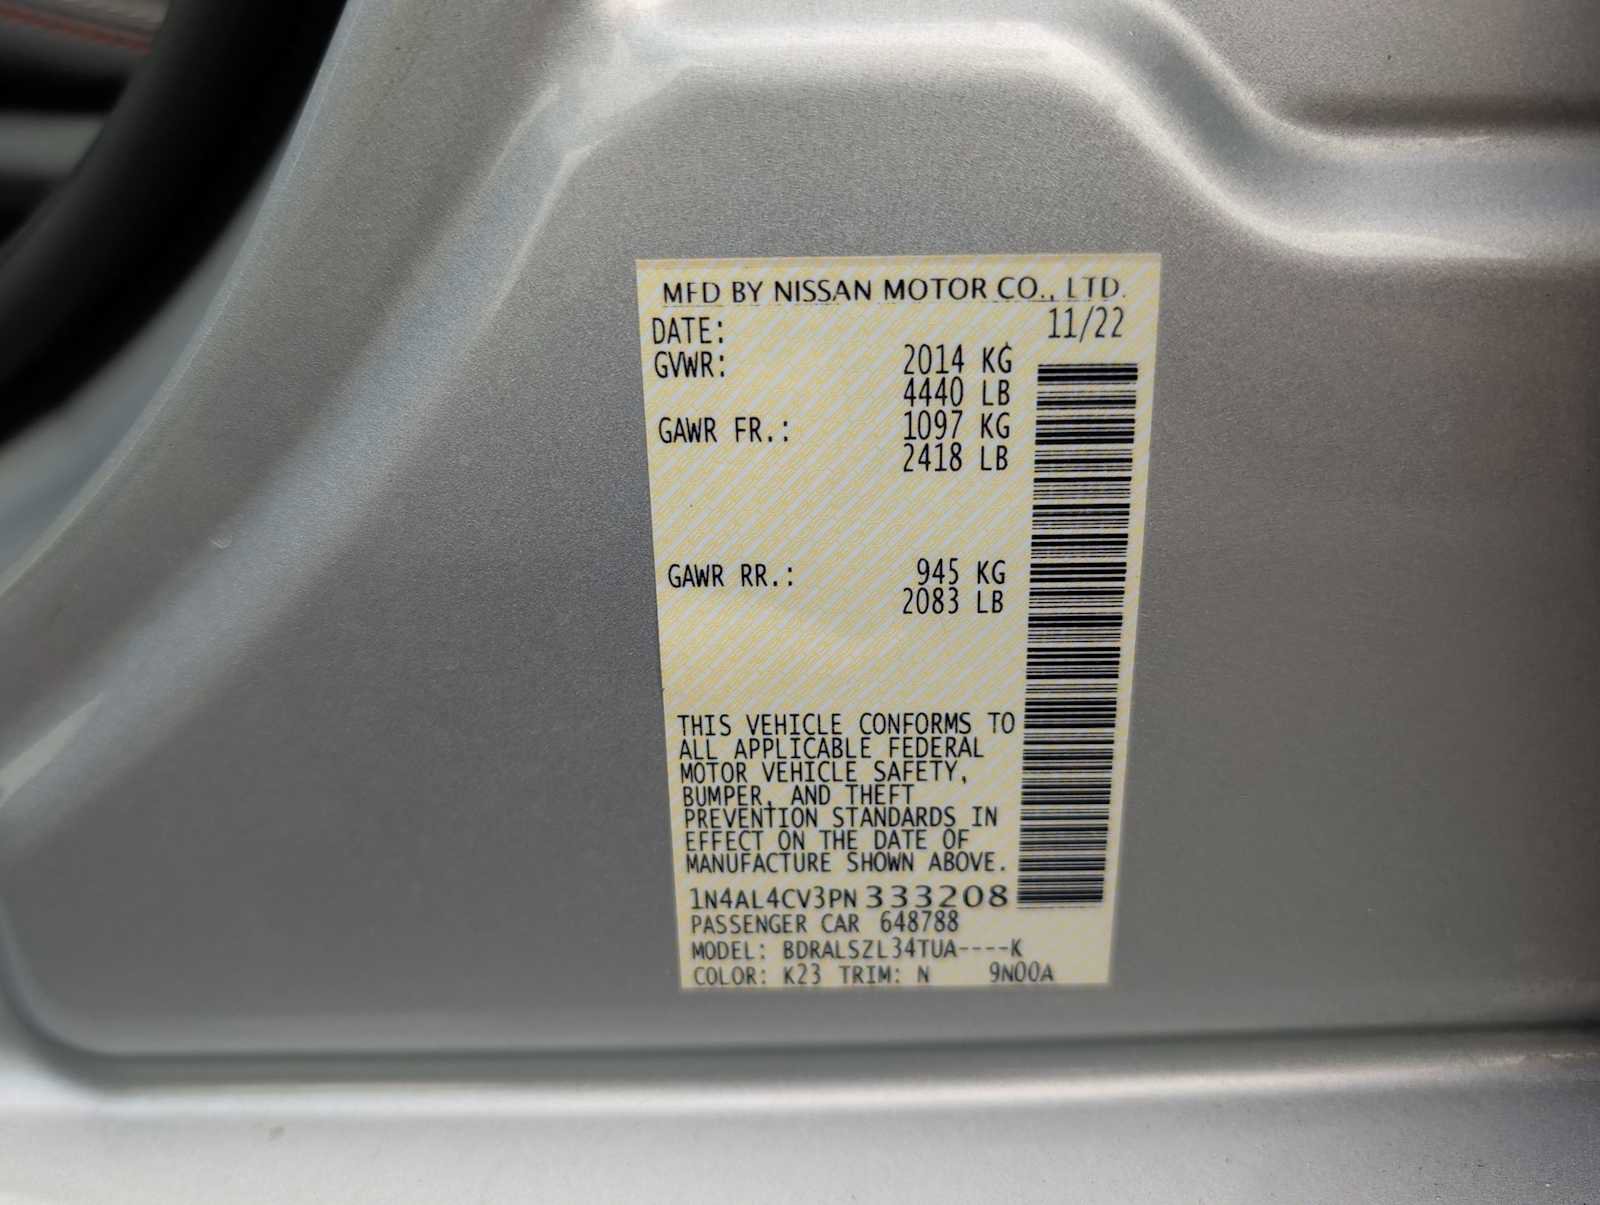 MFD BY NISSAN MOTOR CO., LTD.
DATE: 11/22
GVWR: 2014 KG
4440 LB
GAWR FR.: 1097 KG
2418 LB
GAWR RR.: 945 KG
2083 LB
THIS VEHICLE CONFORMS TO
ALL APPLICABLE FEDERAL
MOTOR VEHICLE SAFETY,
BUMPER, AND THEFT
PREVENTION STANDARDS IN
EFFECT ON THE DATE OF
MANUFACTURE SHOWN ABOVE.
1N4AL4CV3PN333208
PASSENGER CAR 648788
MODEL: BDRALSZL34TUA----K
COLOR: K23 TRIM: N 9N00A